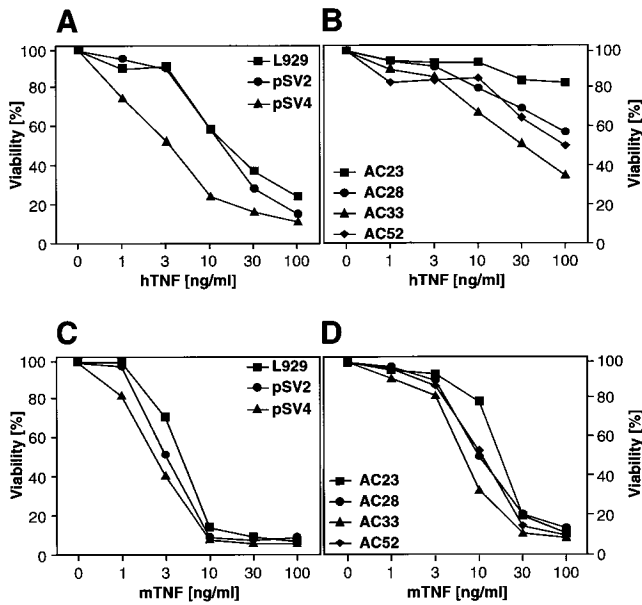 A
B
100
80
60
40
20
0
Viability [%]
L929
pSV2
pSV4
0 1 3 10 30 100
hTNF [ng/ml]
100
80
60
40
20
0
Viability [%]
AC23
AC28
AC33
AC52
0 1 3 10 30 100
hTNF [ng/ml]
C
D
100
80
60
40
20
0
Viability [%]
L929
pSV2
pSV4
0 1 3 10 30 100
mTNF [ng/ml]
100
80
60
40
20
0
Viability [%]
AC23
AC28
AC33
AC52
0 1 3 10 30 100
mTNF [ng/ml]